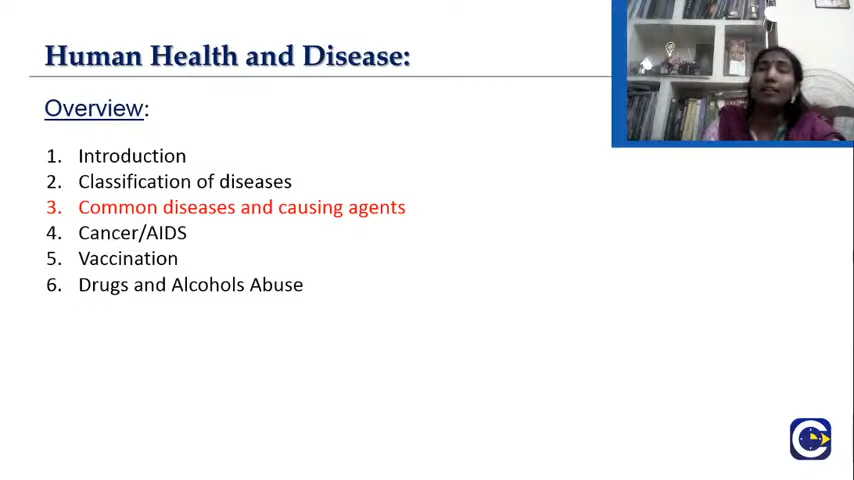 Human Health and Disease:
Overview:
1. Introduction
2. Classification of diseases
3. Common diseases and causing agents
4. Cancer/AIDS
5. Vaccination
6. Drugs and Alcohols Abuse